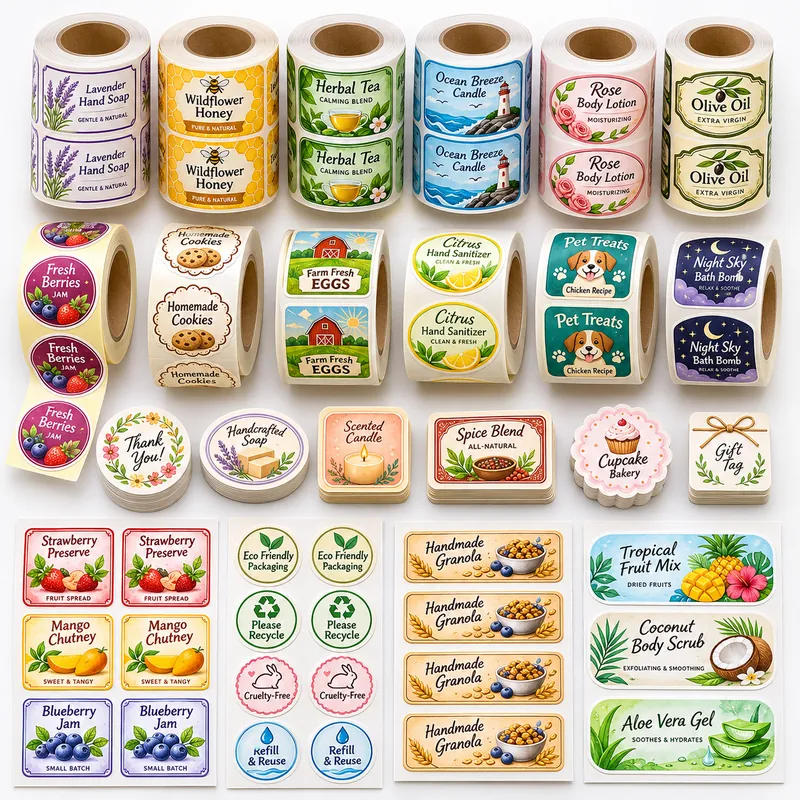 Lavender
Hand Soap
GENTLE & NATURAL
Lavender
Hand Soap
GENTLE & NATURAL
Wildflower
Honey
PURE & NATURAL
Wildflower
Honey
PURE & NATURAL
Herbal Tea
CALMING BLEND
Herbal Tea
CALMING BLEND
Ocean Breeze
Candle
Ocean Breeze
Candle
Rose
Body Lotion
MOISTURIZING
Rose
Body Lotion
MOISTURIZING
Olive Oil
EXTRA VIRGIN
Olive Oil
EXTRA VIRGIN
Fresh
Berries
JAM
Fresh
Berries
JAM
Fresh
Berries
JAM
Homemade
Cookies
Homemade
Cookies
Homemade
Cookies
Farm Fresh
EGGS
Farm Fresh
EGGS
Citrus
Hand Sanitizer
CLEAN & FRESH
Citrus
Hand Sanitizer
CLEAN & FRESH
Pet Treats
Chicken Recipe
Pet Treats
Chicken Recipe
Night Sky
Bath Bomb
RELAX & SOOTHE
Night Sky
Bath Bomb
RELAX & SOOTHE
Thank
You!
Handcrafted
Soap
Scented
Candle
Spice Blend
ALL-NATURAL
Cupcake
Bakery
Gift
Tag
Strawberry
Preserve
FRUIT SPREAD
Strawberry
Preserve
FRUIT SPREAD
Mango
Chutney
SWEET & TANGY
Mango
Chutney
SWEET & TANGY
Blueberry
Jam
SMALL BATCH
Blueberry
Jam
SMALL BATCH
Eco Friendly
Packaging
Eco Friendly
Packaging
Please
Recycle
Please
Recycle
Cruelty-Free
Cruelty-Free
Refill
& Reuse
Refill
& Reuse
Handmade
Granola
Handmade
Granola
Handmade
Granola
Handmade
Granola
Tropical
Fruit Mix
DRIED FRUITS
Coconut
Body Scrub
EXFOLIATING & SMOOTHING
Aloe Vera Gel
SOOTHES & HYDRATES